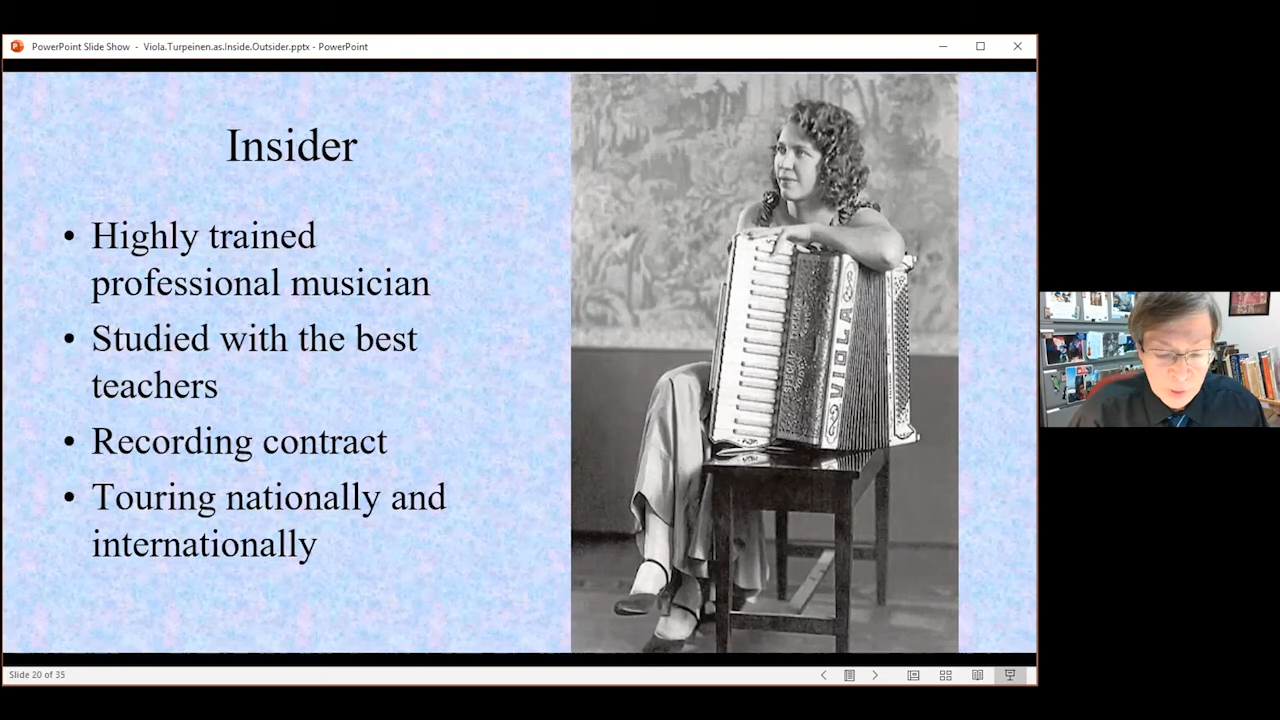 PowerPoint Slide Show - Viola.Turpeinen.as.Inside.Outsider.pptx - PowerPoint
Insider
• Highly trained
professional musician
• Studied with the best
teachers
• Recording contract
• Touring nationally and
internationally
VIOLA
Slide 20 of 35